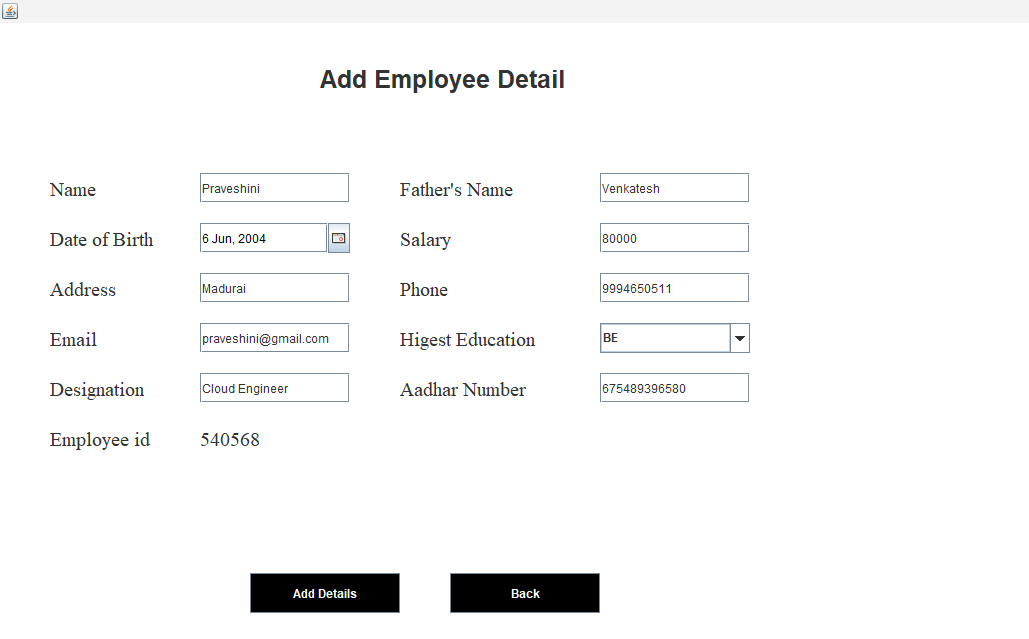 Add Employee Detail
Name Praveshini Father's Name Venkatesh
Date of Birth 6 Jun, 2004 Salary 80000
Address Madurai Phone 9994650511
Email praveshini@gmail.com Higest Education BE
Designation Cloud Engineer Aadhar Number 675489396580
Employee id 540568
Add Details Back